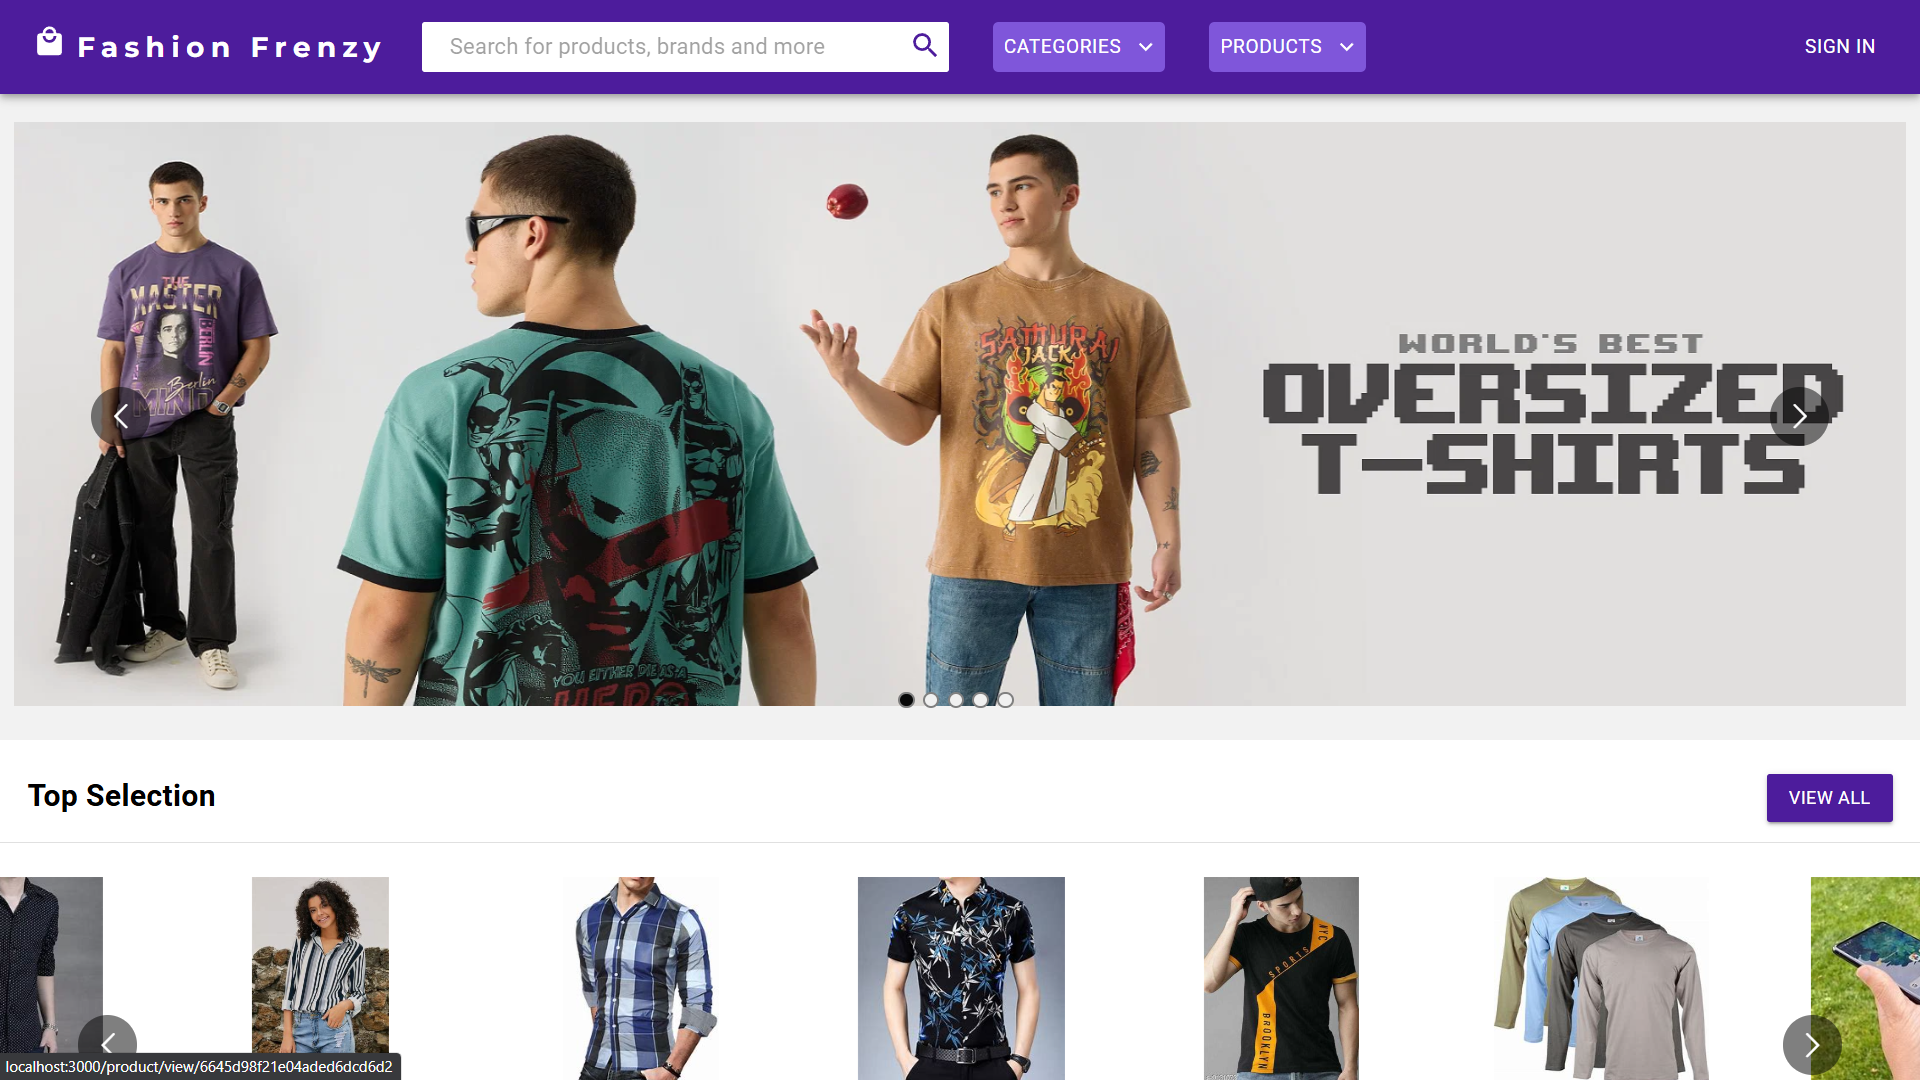 Fashion Frenzy
Search for products, brands and more
CATEGORIES
PRODUCTS
SIGN IN
THE
MASTER
BERLIN
Berlin
MIND
SAMURAI
JACK
YOU EITHER DIE AS A
HERO
WORLD'S BEST
OVERSIZED
T-SHIRTS
Top Selection
VIEW ALL
NYC
SPORTS
BROOKLYN
localhost:3000/product/view/6645d98f21e04aded6dcd6d2